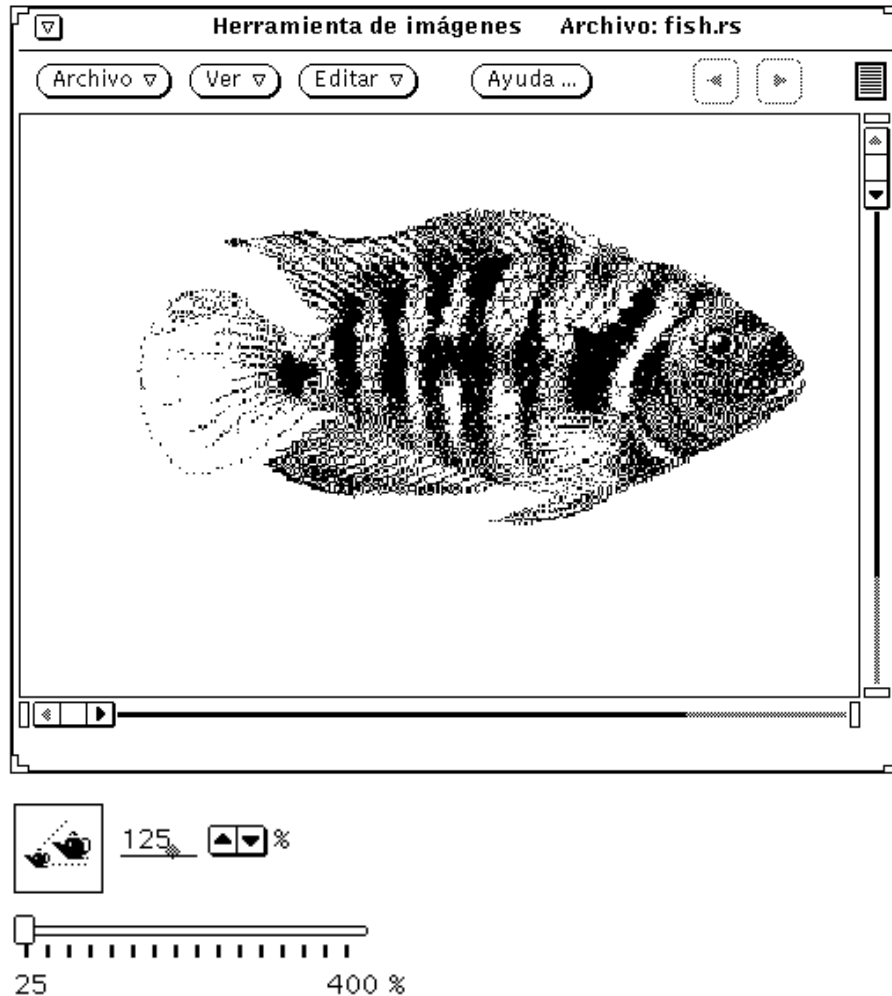 Herramienta de imágenes Archivo: fish.rs
Archivo Ver Editar Ayuda ...
125 %
25 400 %